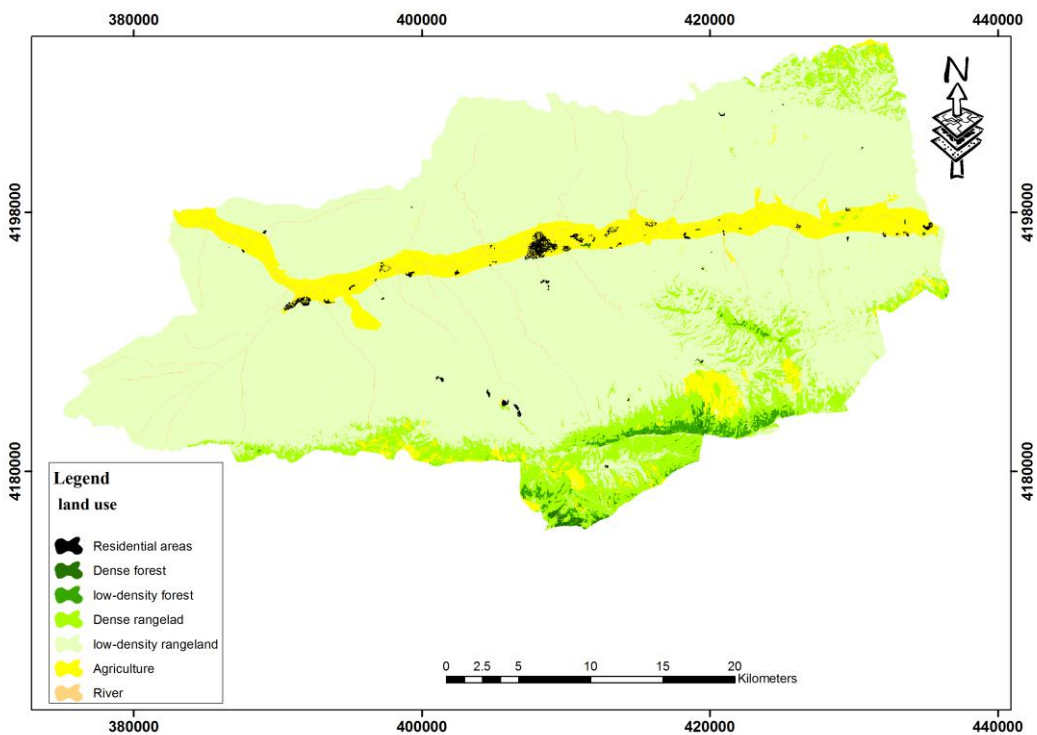 380000 400000 420000 440000
N
4198000 4198000
4180000 4180000
Legend
land use
Residential areas
Dense forest
low-density forest
Dense rangelad
low-density rangeland
Agriculture
River
0 2.5 5 10 15 20
Kilometers
380000 400000 420000 440000